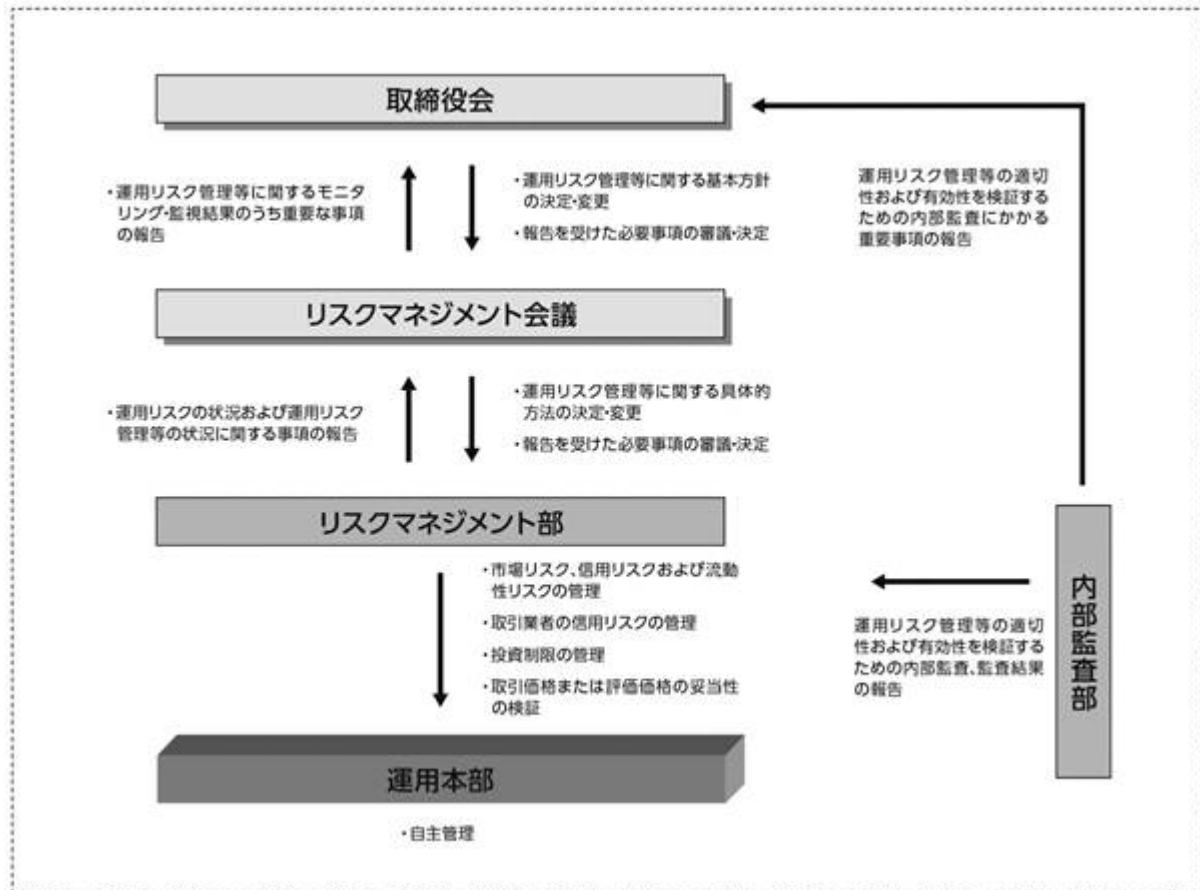 取締役会
・運用リスク管理等に関するモニタ
リング・監視結果のうち重要な事項
の報告
・運用リスク管理等に関する基本方針
の決定・変更
・報告を受けた必要事項の審議・決定
運用リスク管理等の適切
性および有効性を検証する
ための内部監査にかかる
重要事項の報告
リスクマネジメント会議
・運用リスクの状況および運用リスク
管理等の状況に関する事項の報告
・運用リスク管理等に関する具体的
方法の決定・変更
・報告を受けた必要事項の審議・決定
リスクマネジメント部
・市場リスク、信用リスクおよび流動
性リスクの管理
・取引業者の信用リスクの管理
・投資制限の管理
・取引価格または評価価格の妥当性
の検証
運用リスク管理等の適切
性および有効性を検証する
ための内部監査、監査結果
の報告
内部監査部
運用本部
・自主管理